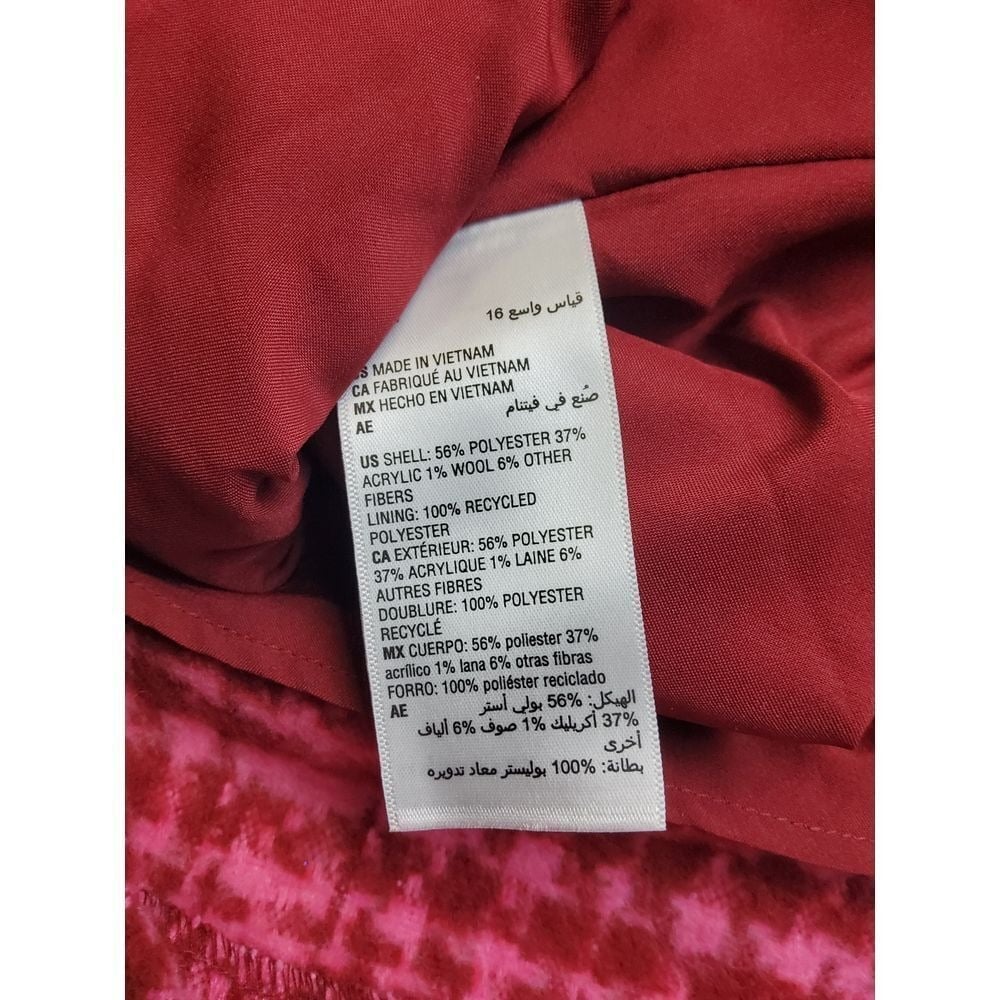 قياس واسع 16
US MADE IN VIETNAM
CA FABRIQUÉ AU VIETNAM
MX HECHO EN VIETNAM
AE صُنع في فيتنام
US SHELL: 56% POLYESTER 37%
ACRYLIC 1% WOOL 6% OTHER
FIBERS
LINING: 100% RECYCLED
POLYESTER
CA EXTÉRIEUR: 56% POLYESTER
37% ACRYLIQUE 1% LAINE 6%
AUTRES FIBRES
DOUBLURE: 100% POLYESTER
RECYCLÉ
MX CUERPO: 56% poliester 37%
acrílico 1% lana 6% otras fibras
FORRO: 100% poliéster reciclado
AE الهيكل: 56% بولي أستر
37% أكريليك 1% صوف 6% ألياف
أخرى
بطانة: 100% بوليستر معاد تدويره